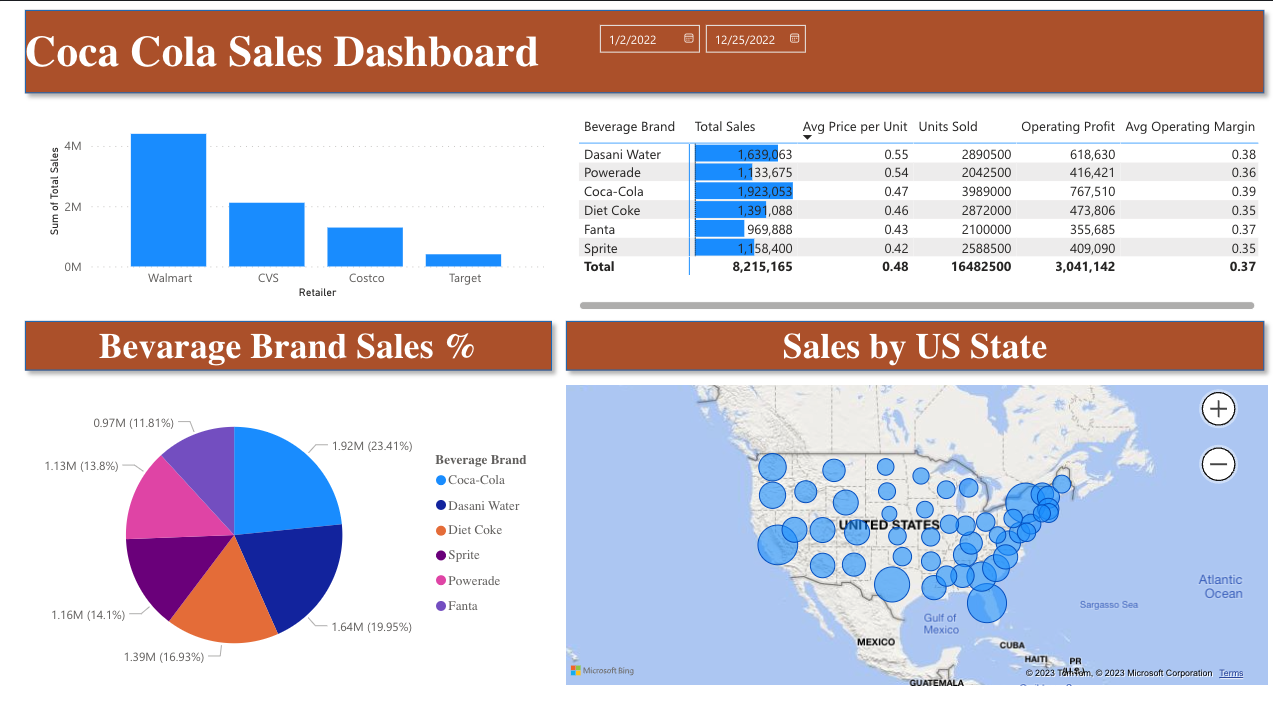 Coca Cola Sales Dashboard
1/2/2022
12/25/2022
Sum of Total Sales
4M
2M
0M
Walmart CVS Costco Target
Retailer
Beverage Brand Total Sales Avg Price per Unit Units Sold Operating Profit Avg Operating Margin
Dasani Water 1,639,063 0.55 2890500 618,630 0.38
Powerade 1,133,675 0.54 2042500 416,421 0.36
Coca-Cola 1,923,053 0.47 3989000 767,510 0.39
Diet Coke 1,391,088 0.46 2872000 473,806 0.35
Fanta 969,888 0.43 2100000 355,685 0.37
Sprite 1,158,400 0.42 2588500 409,090 0.35
Total 8,215,165 0.48 16482500 3,041,142 0.37
Bevarage Brand Sales %
0.97M (11.81%)
1.92M (23.41%)
1.13M (13.8%)
1.16M (14.1%)
1.64M (19.95%)
1.39M (16.93%)
Beverage Brand
Coca-Cola
Dasani Water
Diet Coke
Sprite
Powerade
Fanta
Sales by US State
UNITED STATES
Atlantic
Ocean
Sargasso Sea
Gulf of
Mexico
MEXICO
CUBA
HAITI
PR
(U.S.)
GUATEMALA
Microsoft Bing
© 2023 TomTom, © 2023 Microsoft Corporation Terms